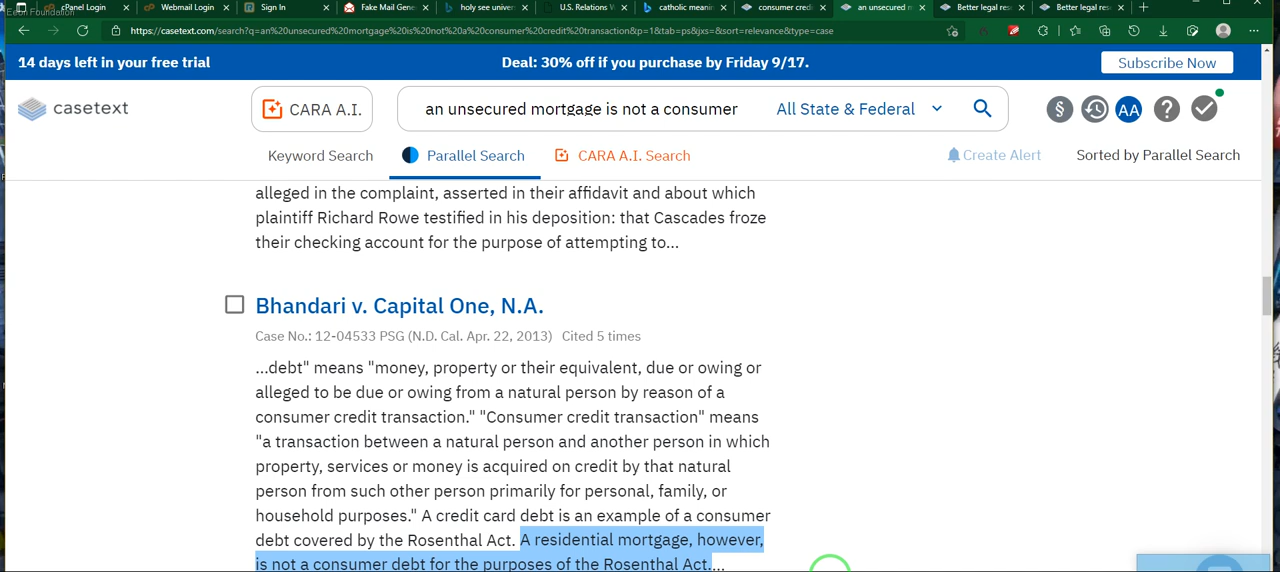 Eeon Foundation
cPanel Login
Webmail Login
Sign In
Fake Mail Gene
holy see univers
U.S. Relations W
catholic meanin
consumer credi
an unsecured m
Better legal rese
Better legal rese
https://casetext.com/search?q=an%20unsecured%20mortgage%20is%20not%20a%20consumer%20credit%20transaction&p=1&tab=ps&jxs=&sort=relevance&type=case
14 days left in your free trial
Deal: 30% off if you purchase by Friday 9/17.
Subscribe Now
casetext
CARA A.I.
an unsecured mortgage is not a consumer
All State & Federal
§
AA
?
Keyword Search
Parallel Search
CARA A.I. Search
Create Alert
Sorted by Parallel Search
alleged in the complaint, asserted in their affidavit and about which
plaintiff Richard Rowe testified in his deposition: that Cascades froze
their checking account for the purpose of attempting to...
Bhandari v. Capital One, N.A.
Case No.: 12-04533 PSG (N.D. Cal. Apr. 22, 2013) Cited 5 times
...debt" means "money, property or their equivalent, due or owing or
alleged to be due or owing from a natural person by reason of a
consumer credit transaction." "Consumer credit transaction" means
"a transaction between a natural person and another person in which
property, services or money is acquired on credit by that natural
person from such other person primarily for personal, family, or
household purposes." A credit card debt is an example of a consumer
debt covered by the Rosenthal Act. A residential mortgage, however,
is not a consumer debt for the purposes of the Rosenthal Act....